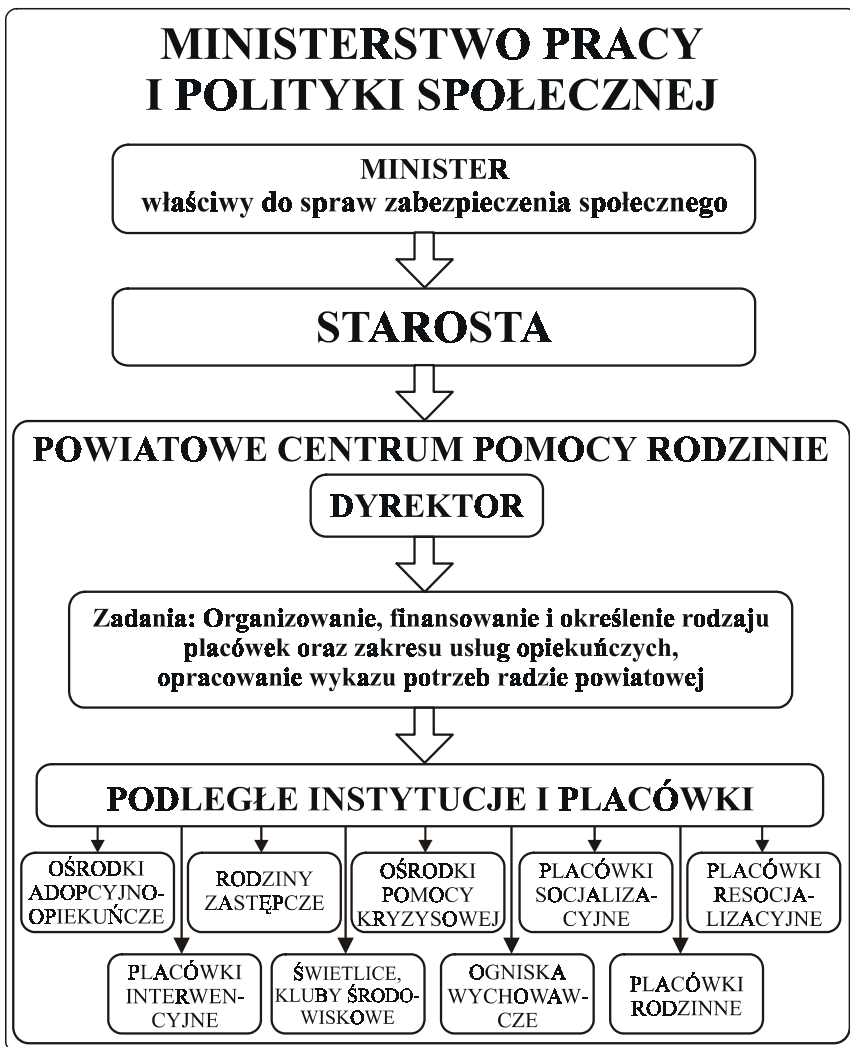 MINISTERSTWO PRACY
I POLITYKI SPOŁECZNEJ
MINISTER
właściwy do spraw zabezpieczenia społecznego
STAROSTA
POWIATOWE CENTRUM POMOCY RODZINIE
DYREKTOR
Zadania: Organizowanie, finansowanie i określenie rodzaju
placówek oraz zakresu usług opiekuńczych,
opracowanie wykazu potrzeb radzie powiatowej
PODLEGŁE INSTYTUCJE I PLACÓWKI
OŚRODKI
ADOPCYJNO-
OPIEKUŃCZE
RODZINY
ZASTĘPCZE
OŚRODKI
POMOCY
KRYZYSOWEJ
PLACÓWKI
SOCJALIZA-
CYJNE
PLACÓWKI
RESOCJA-
LIZACYJNE
PLACÓWKI
INTERWEN-
CYJNE
ŚWIETLICE,
KLUBY ŚRODO-
WISKOWE
OGNISKA
WYCHOWAW-
CZE
PLACÓWKI
RODZINNE